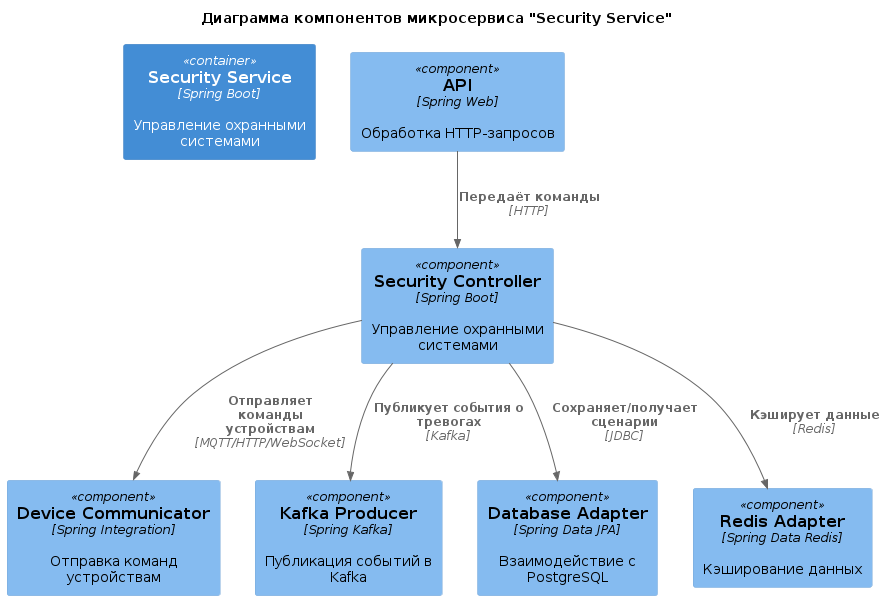 Диаграмма компонентов микросервиса "Security Service"
«container»
Security Service
[Spring Boot]
Управление охранными
системами
«component»
API
[Spring Web]
Обработка HTTP-запросов
Передаёт команды
[HTTP]
«component»
Security Controller
[Spring Boot]
Управление охранными
системами
Отправляет
команды
устройствам
[MQTT/HTTP/WebSocket]
Публикует события о
тревогах
[Kafka]
Сохраняет/получает
сценарии
[JDBC]
Кэширует данные
[Redis]
«component»
Device Communicator
[Spring Integration]
Отправка команд
устройствам
«component»
Kafka Producer
[Spring Kafka]
Публикация событий в
Kafka
«component»
Database Adapter
[Spring Data JPA]
Взаимодействие с
PostgreSQL
«component»
Redis Adapter
[Spring Data Redis]
Кэширование данных